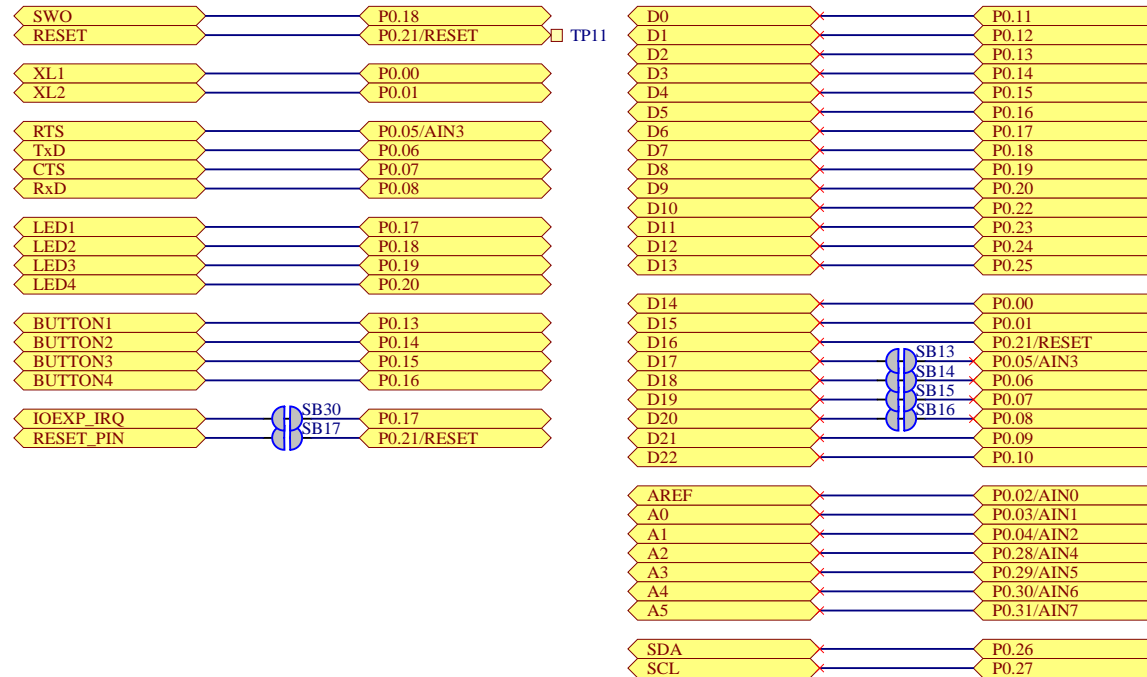 SWO P0.18
RESET P0.21/RESET TP11
XL1 P0.00
XL2 P0.01
RTS P0.05/AIN3
TxD P0.06
CTS P0.07
RxD P0.08
LED1 P0.17
LED2 P0.18
LED3 P0.19
LED4 P0.20
BUTTON1 P0.13
BUTTON2 P0.14
BUTTON3 P0.15
BUTTON4 P0.16
IOEXP_IRQ SB30 P0.17
RESET_PIN SB17 P0.21/RESET
D0 P0.11
D1 P0.12
D2 P0.13
D3 P0.14
D4 P0.15
D5 P0.16
D6 P0.17
D7 P0.18
D8 P0.19
D9 P0.20
D10 P0.22
D11 P0.23
D12 P0.24
D13 P0.25
D14 P0.00
D15 P0.01
D16 P0.21/RESET
D17 SB13 P0.05/AIN3
D18 SB14 P0.06
D19 SB15 P0.07
D20 SB16 P0.08
D21 P0.09
D22 P0.10
AREF P0.02/AIN0
A0 P0.03/AIN1
A1 P0.04/AIN2
A2 P0.28/AIN4
A3 P0.29/AIN5
A4 P0.30/AIN6
A5 P0.31/AIN7
SDA P0.26
SCL P0.27